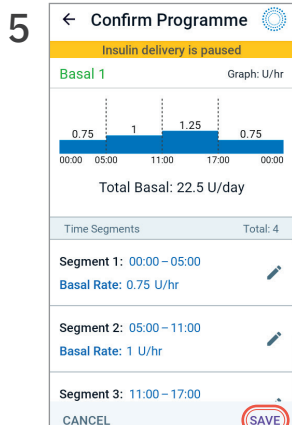 5
Confirm Programme
Insulin delivery is paused
Basal 1 Graph: U/hr
0.75 1 1.25 0.75
00:00 05:00 11:00 17:00 00:00
Total Basal: 22.5 U/day
Time Segments Total: 4
Segment 1: 00:00 – 05:00
Basal Rate: 0.75 U/hr
Segment 2: 05:00 – 11:00
Basal Rate: 1 U/hr
Segment 3: 11:00 – 17:00
CANCEL SAVE